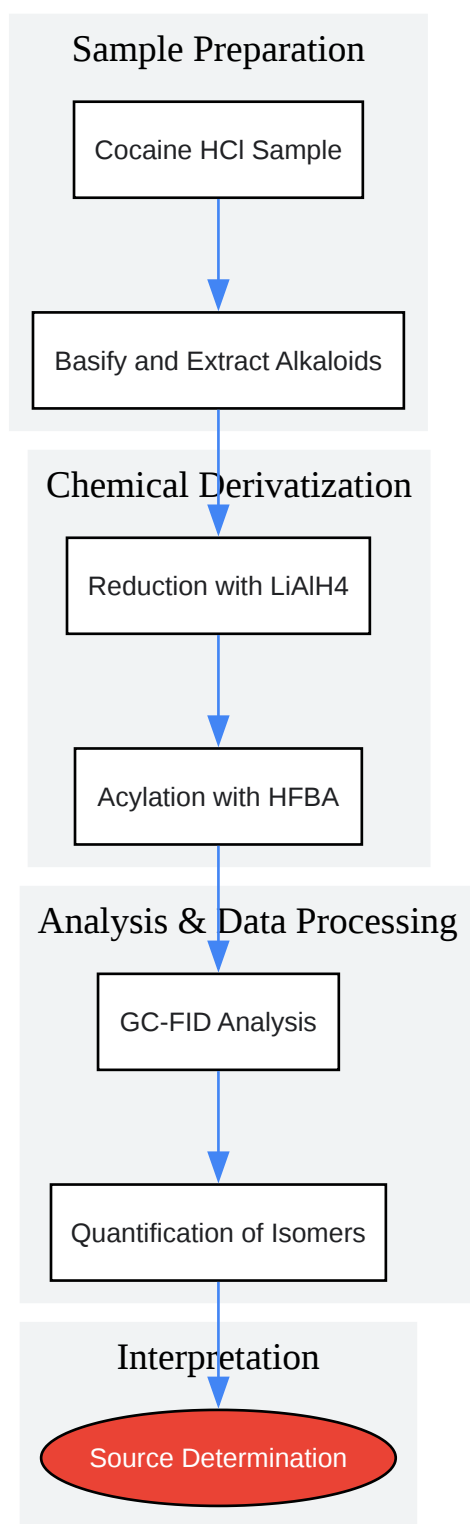 Sample Preparation
Cocaine HCl Sample
Basify and Extract Alkaloids
Chemical Derivatization
Reduction with LiAlH4
Acylation with HFBA
Analysis & Data Processing
GC-FID Analysis
Quantification of Isomers
Interpretation
Source Determination